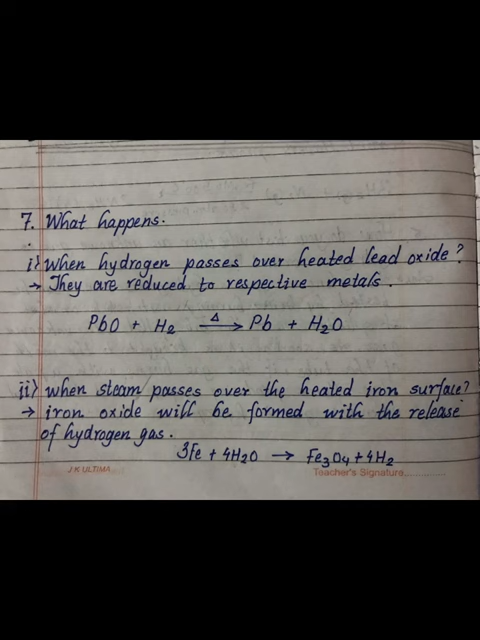 7. What happens.
i) When hydrogen passes over heated lead oxide?
→ They are reduced to respective metals.
PbO + H₂ —Δ→ Pb + H₂O
ii) when steam passes over the heated iron surface?
→ iron oxide will be formed with the release
of hydrogen gas.
3Fe + 4H₂O → Fe₃O₄ + 4H₂
J K ULTIMA
Teacher's Signature